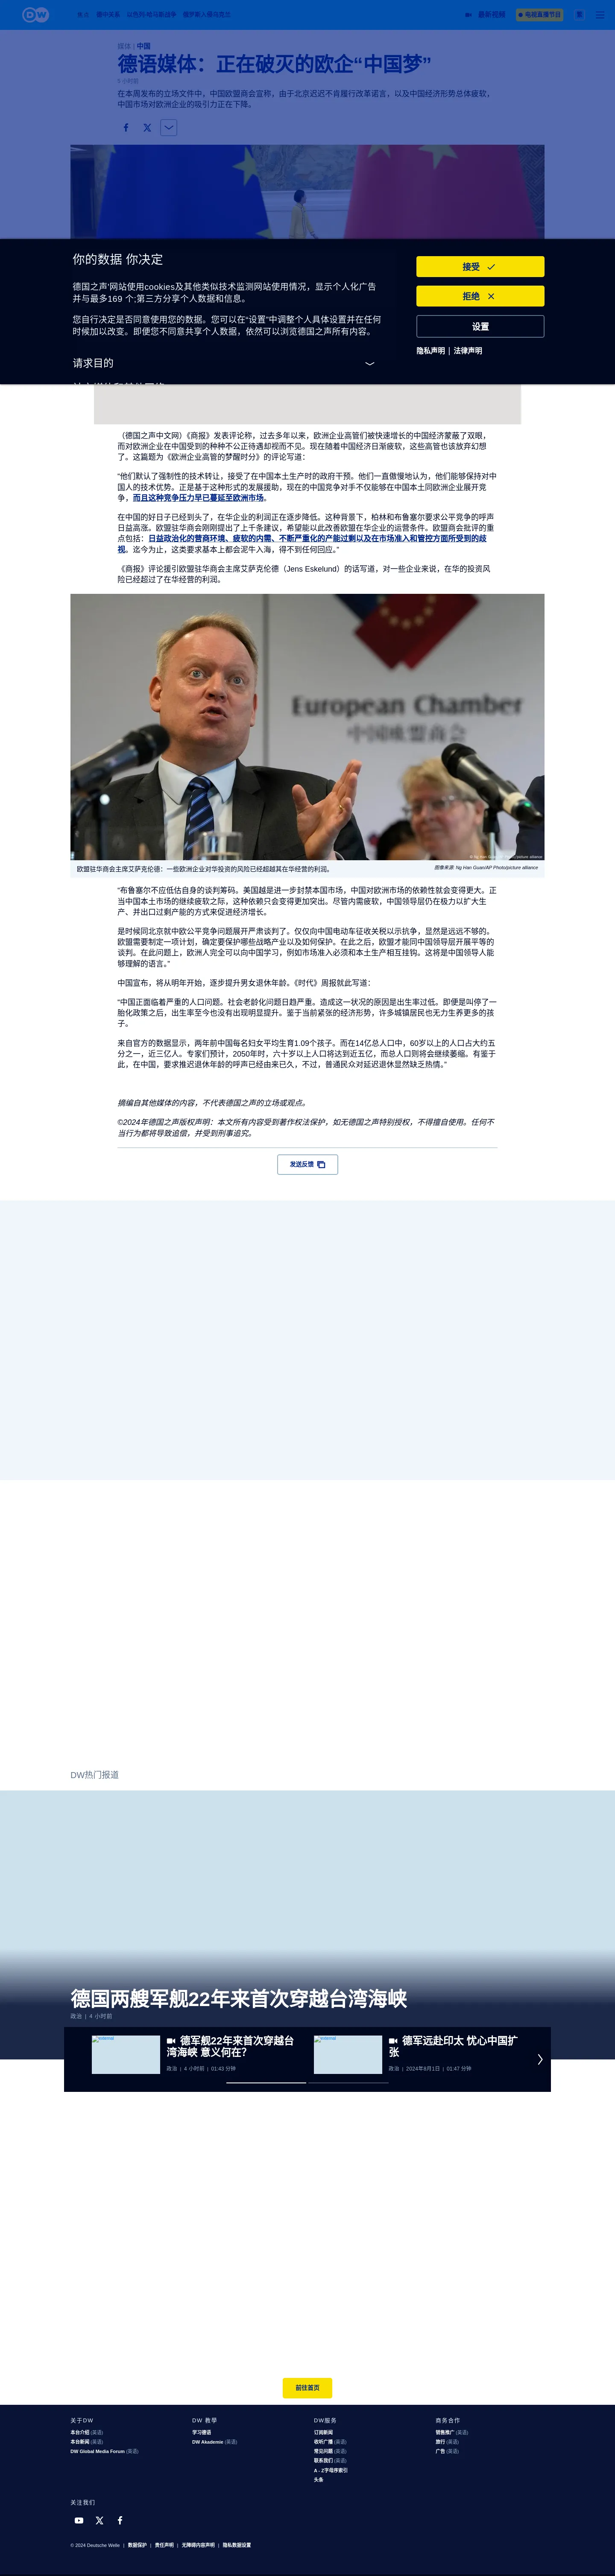 DW
德中关系
以色列-哈马斯战争
俄罗斯入侵乌克兰
最新视频
电视直播节目
媒体 | 中国
德语媒体：正在破灭的欧企“中国梦”
在本周发布的立场文件中，中国欧盟商会宣称，由于北京迟迟不肯履行改革诺言，以及中国经济形势总体疲软，
中国市场对欧洲企业的吸引力正在下降。
你的数据 你决定
德国之声'网站使用cookies及其他类似技术监测网站使用情况，显示个人化广告
并与最多169 个;第三方分享个人数据和信息。
您自行决定是否同意使用您的数据。您可以在“设置”中调整个人具体设置并在任何
时候加以改变。即便您不同意共享个人数据，依然可以浏览德国之声所有内容。
请求目的
接受
拒绝
设置
隐私声明 | 法律声明
（德国之声中文网）《商报》发表评论称，过去多年以来，欧洲企业高管们被快速增长的中国经济蒙蔽了双眼，
而对欧洲企业在中国受到的种种不公正待遇却视而不见。现在随着中国经济日渐疲软，这些高管也该放弃幻想
了。这篇题为《欧洲企业高管的梦醒时分》的评论写道：
“他们默认了强制性的技术转让，接受了在中国本土生产时的政府干预。他们一直傲慢地认为，他们能够保持对中
国人的技术优势。正是基于这种形式的发展援助，现在的中国竞争对手不仅能够在中国本土同欧洲企业展开竞
争，而且这种竞争压力早已蔓延至欧洲市场。
在中国的好日子已经到头了，在华企业的利润正在逐步降低。这种背景下，柏林和布鲁塞尔要求公平竞争的呼声
日益高涨。欧盟驻华商会刚刚提出了上千条建议，希望能以此改善欧盟在华企业的运营条件。欧盟商会批评的重
点包括：日益政治化的营商环境、疲软的内需、不断严重化的产能过剩以及在市场准入和管控方面所受到的歧
视。迄今为止，这类要求基本上都会泥牛入海，得不到任何回应。”
《商报》评论援引欧盟驻华商会主席艾萨克伦德（Jens Eskelund）的话写道，对一些企业来说，在华的投资风
险已经超过了在华经营的利润。
European Chamber
中国欧盟商会
欧盟驻华商会主席艾萨克伦德：一些欧洲企业对华投资的风险已经超越其在华经营的利润。
图像来源: Ng Han Guan/AP Photo/picture alliance
“布鲁塞尔不应低估自身的谈判筹码。美国越是进一步封禁本国市场，中国对欧洲市场的依赖性就会变得更大。正
当中国本土市场的继续疲软之际，这种依赖只会变得更加突出。尽管内需疲软，中国领导层仍在极力以扩大生
产、并出口过剩产能的方式来促进经济增长。
是时候同北京就中欧公平竞争问题展开严肃谈判了。仅仅向中国电动车征收关税以示抗争，显然是远远不够的。
欧盟需要制定一项计划，确定要保护哪些战略产业以及如何保护。在此之后，欧盟才能同中国领导层开展平等的
谈判。在此问题上，欧洲人完全可以向中国学习，例如市场准入必须和本土生产相互挂钩。这将是中国领导人能
够理解的语言。”
中国宣布，将从明年开始，逐步提升男女退休年龄。《时代》周报就此写道：
“中国正面临着严重的人口问题。社会老龄化问题日趋严重。造成这一状况的原因是出生率过低。即便是叫停了一
胎化政策之后，出生率至今也没有出现明显提升。鉴于当前紧张的经济形势，许多城镇居民也无力生养更多的孩
子。
来自官方的数据显示，两年前中国每名妇女平均生育1.09个孩子。而在14亿总人口中，60岁以上的人口占大约五
分之一，近三亿人。专家们预计，2050年时，六十岁以上人口将达到近五亿，而总人口则将会继续萎缩。有鉴于
此，在中国，要求推迟退休年龄的呼声已经由来已久，不过，普通民众对延迟退休显然缺乏热情。”
摘编自其他媒体的内容，不代表德国之声的立场或观点。
©2024年德国之声版权声明：本文所有内容受到著作权法保护，如无德国之声特别授权，不得擅自使用。任何不
当行为都将导致追偿，并受到刑事追究。
发送反馈
DW热门报道
德国两艘军舰22年来首次穿越台湾海峡
政治 | 4 小时前
德军舰22年来首次穿越台
湾海峡 意义何在？
政治 | 4 小时前 | 01:43 分钟
德军远赴印太 忧心中国扩
张
政治 | 2024年8月1日 | 01:47 分钟
前往首页
关于DW
本台介绍 (英语)
本台新闻 (英语)
DW Global Media Forum (英语)
DW 教學
学习德语
DW Akademie (英语)
DW服务
订阅新闻
收听广播 (英语)
常见问题 (英语)
联系我们 (英语)
A - Z字母序索引
头条
商务合作
销售推广 (英语)
旅行 (英语)
广告 (英语)
关注我们
© 2024 Deutsche Welle | 数据保护 | 责任声明 | 无障碍内容声明 | 隐私数据设置